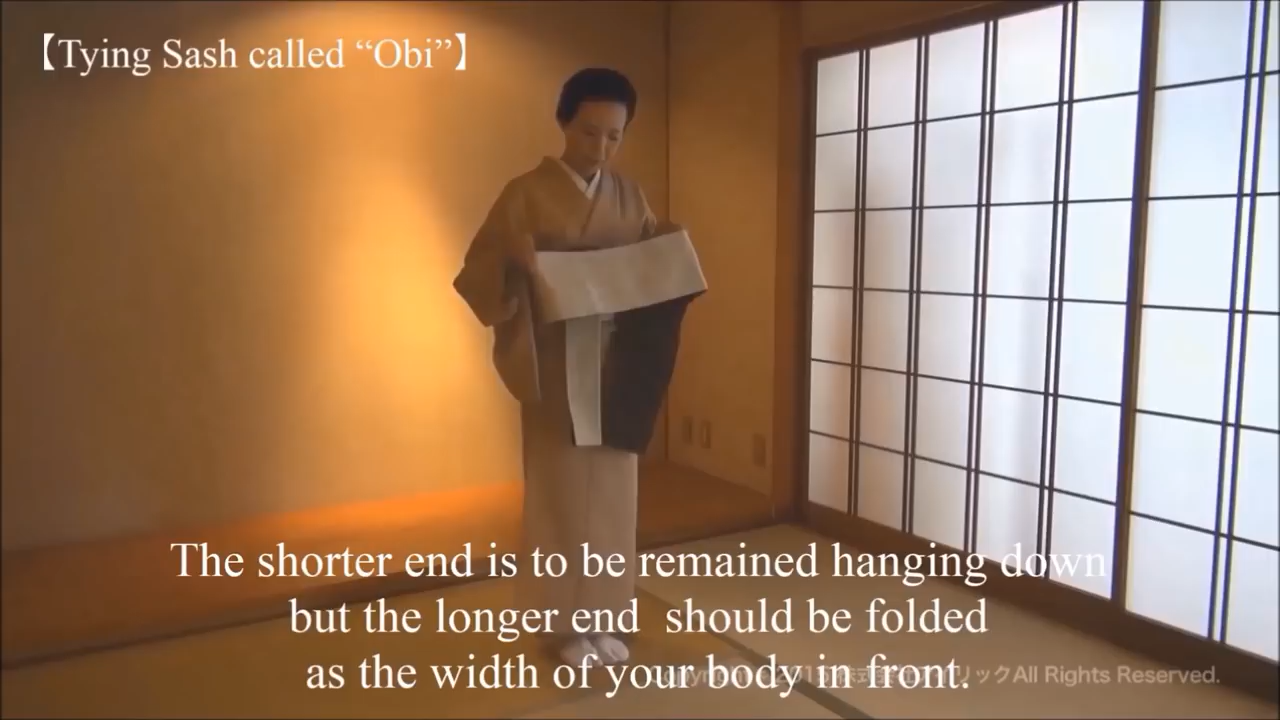 【Tying Sash called “Obi”】
The shorter end is to be remained hanging down
but the longer end should be folded
as the width of your body in front.
All Rights Reserved.